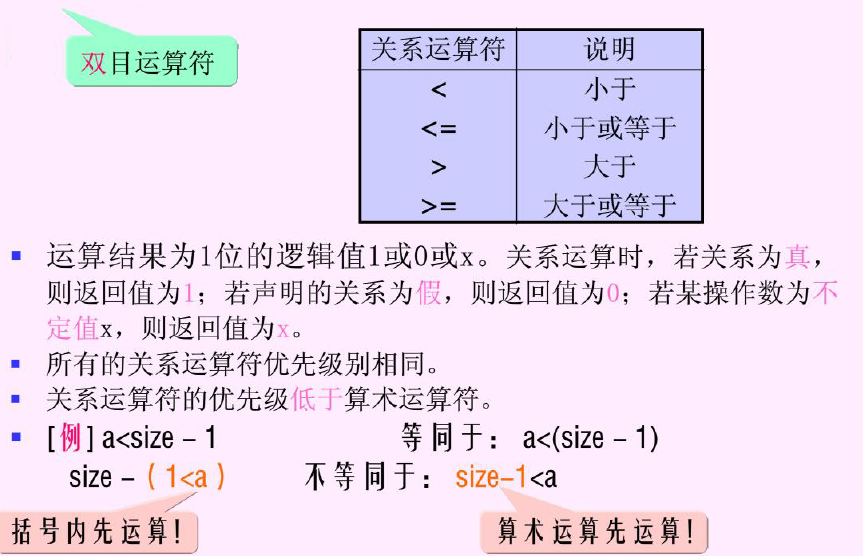 双目运算符
关系运算符 说明
< 小于
<= 小于或等于
> 大于
>= 大于或等于
运算结果为1位的逻辑值1或0或x。关系运算时，若关系为真，
则返回值为1；若声明的关系为假，则返回值为0；若某操作数为不
定值x，则返回值为x。
所有的关系运算符优先级别相同。
关系运算符的优先级低于算术运算符。
[例] a<size – 1 等同于： a<(size – 1)
size – ( 1<a ) 不等同于： size–1<a
括号内先运算! 算术运算先运算!